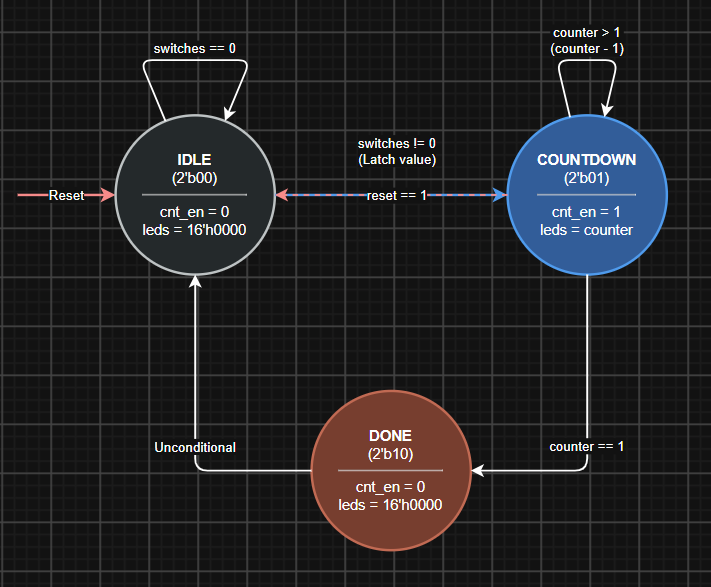 counter > 1
(counter - 1)
switches == 0
switches != 0
(Latch value)
IDLE
(2'b00)
cnt_en = 0
leds = 16'h0000
Reset
reset == 1
COUNTDOWN
(2'b01)
cnt_en = 1
leds = counter
DONE
(2'b10)
cnt_en = 0
leds = 16'h0000
Unconditional
counter == 1